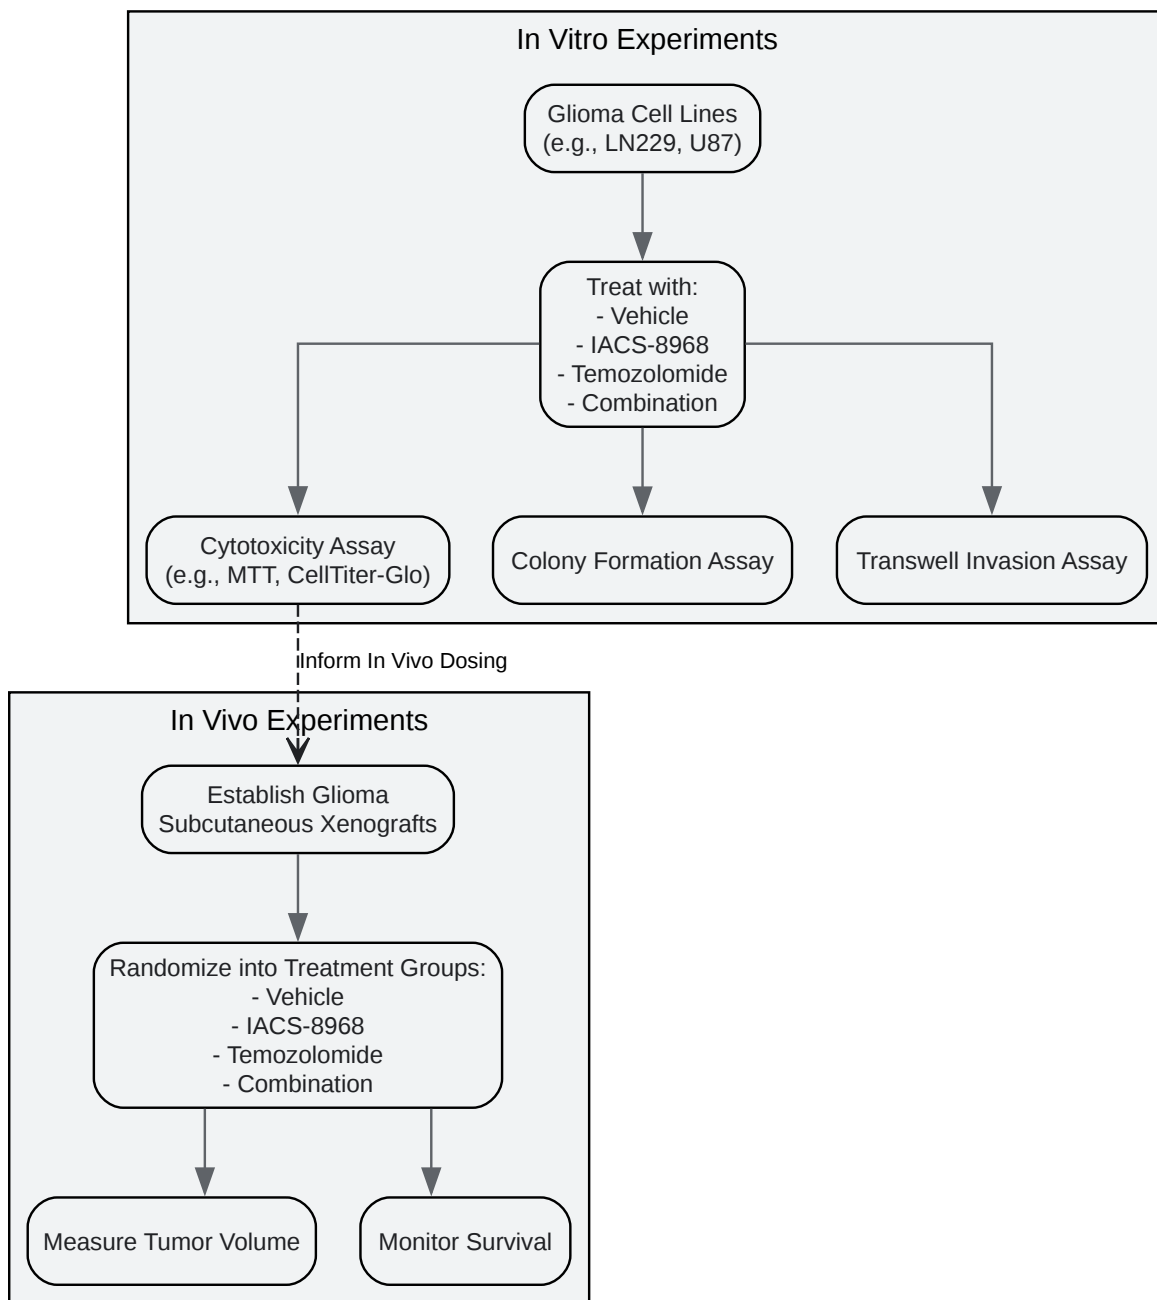 In Vitro Experiments
Glioma Cell Lines
(e.g., LN229, U87)
Treat with:
- Vehicle
- IACS-8968
- Temozolomide
- Combination
Cytotoxicity Assay
(e.g., MTT, CellTiter-Glo)
Colony Formation Assay
Transwell Invasion Assay
Inform In Vivo Dosing
In Vivo Experiments
Establish Glioma
Subcutaneous Xenografts
Randomize into Treatment Groups:
- Vehicle
- IACS-8968
- Temozolomide
- Combination
Measure Tumor Volume
Monitor Survival